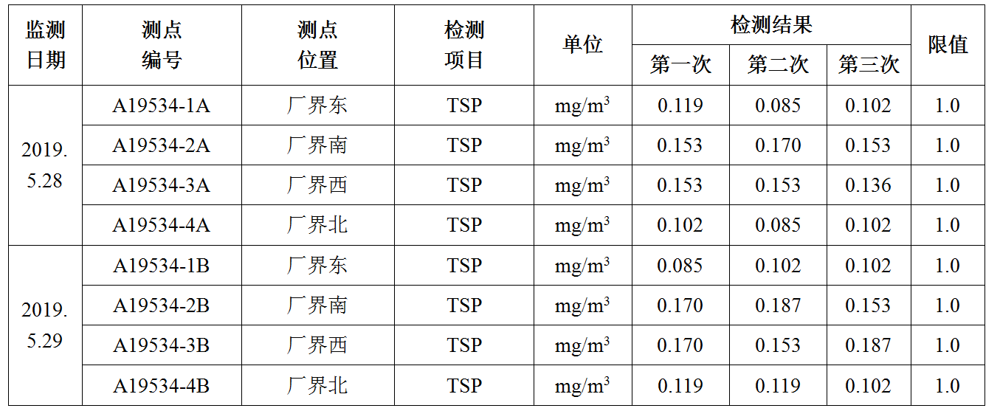 监测日期 测点编号 测点位置 检测项目 单位 检测结果 限值
第一次 第二次 第三次
2019.5.28 A19534-1A 厂界东 TSP mg/m³ 0.119 0.085 0.102 1.0
A19534-2A 厂界南 TSP mg/m³ 0.153 0.170 0.153 1.0
A19534-3A 厂界西 TSP mg/m³ 0.153 0.153 0.136 1.0
A19534-4A 厂界北 TSP mg/m³ 0.102 0.085 0.102 1.0
2019.5.29 A19534-1B 厂界东 TSP mg/m³ 0.085 0.102 0.102 1.0
A19534-2B 厂界南 TSP mg/m³ 0.170 0.187 0.153 1.0
A19534-3B 厂界西 TSP mg/m³ 0.170 0.153 0.187 1.0
A19534-4B 厂界北 TSP mg/m³ 0.119 0.119 0.102 1.0